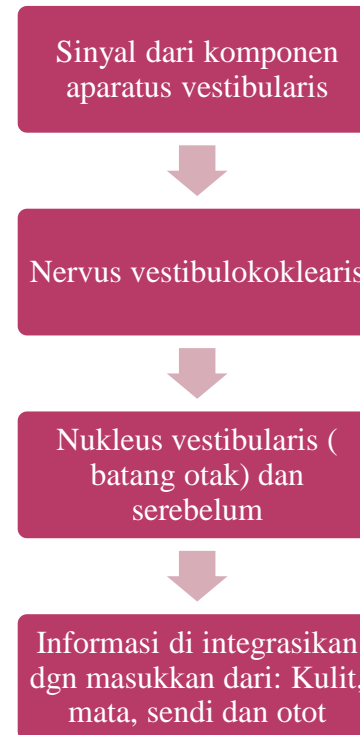 Sinyal dari komponen
aparatus vestibularis
Nervus vestibulokoklearis
Nukleus vestibularis (
batang otak) dan
serebelum
Informasi di integrasikan
dgn masukkan dari: Kulit,
mata, sendi dan otot